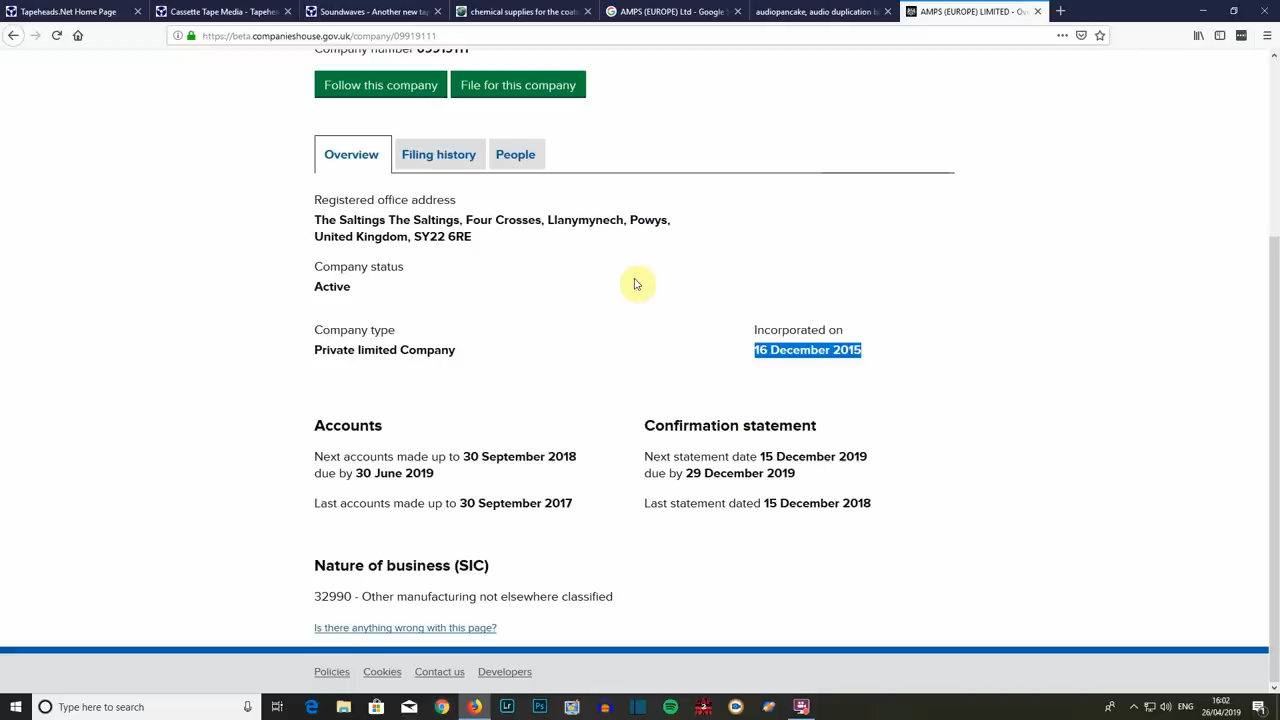 Tapeheads.Net Home Page
Cassette Tape Media - Tapehe
Soundwaves - Another new ta
chemical supplies for the coate
AMPS (EUROPE) Ltd - Google
audiopancake, audio duplication b
AMPS (EUROPE) LIMITED - Ov
https://beta.companieshouse.gov.uk/company/09919111
Company number 09919111
Follow this company
File for this company
Overview
Filing history
People
Registered office address
The Saltings The Saltings, Four Crosses, Llanymynech, Powys,
United Kingdom, SY22 6RE
Company status
Active
Company type
Private limited Company
Incorporated on
16 December 2015
Accounts
Next accounts made up to 30 September 2018
due by 30 June 2019
Last accounts made up to 30 September 2017
Confirmation statement
Next statement date 15 December 2019
due by 29 December 2019
Last statement dated 15 December 2018
Nature of business (SIC)
32990 - Other manufacturing not elsewhere classified
Is there anything wrong with this page?
Policies
Cookies
Contact us
Developers
Type here to search
Lr
Ps
ENG
16:02
26/04/2019